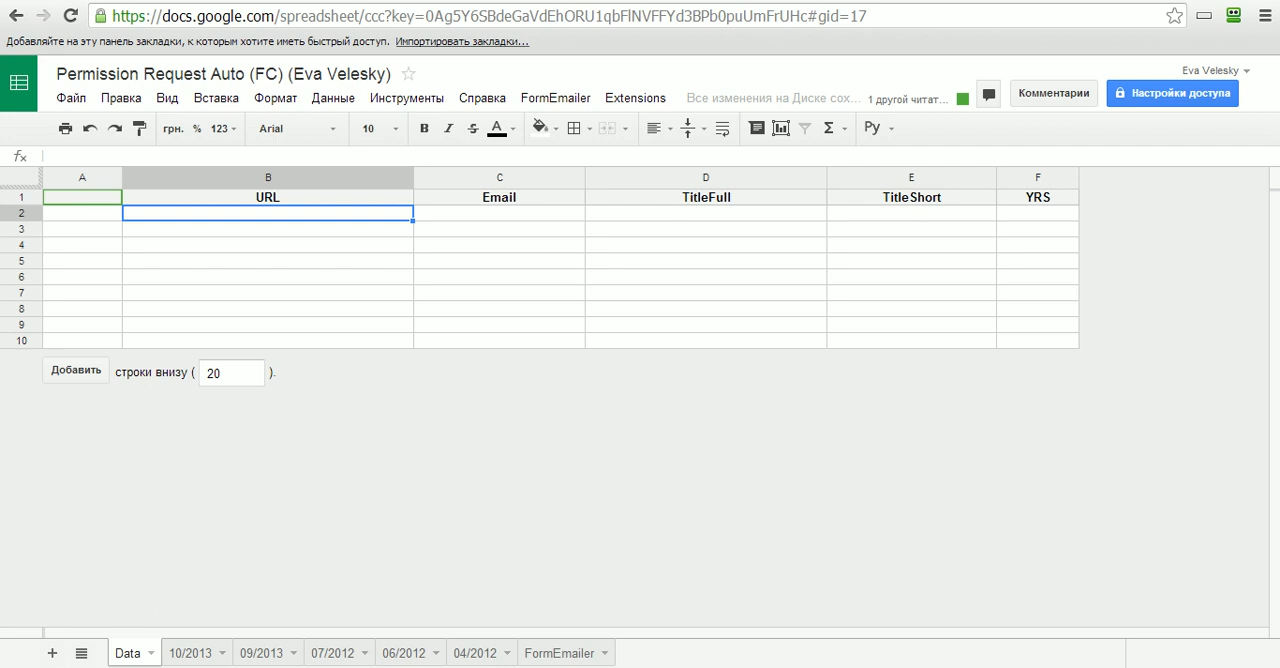 https://docs.google.com/spreadsheet/ccc?key=0Ag5Y6SBdeGaVdEhORU1qbFlNVFFYd3BPb0puUmFrUHc#gid=17
Добавляйте на эту панель закладки, к которым хотите иметь быстрый доступ. Импортировать закладки...
Permission Request Auto (FC) (Eva Velesky)
Eva Velesky
Файл Правка Вид Вставка Формат Данные Инструменты Справка FormEmailer Extensions Все изменения на Диске сох... 1 другой читат... Комментарии Настройки доступа
грн. % 123 Arial 10 B I S A Σ Ру
fx
A B C D E F
1 URL Email TitleFull TitleShort YRS
2
3
4
5
6
7
8
9
10
Добавить строки внизу ( 20 ).
+ Data 10/2013 09/2013 07/2012 06/2012 04/2012 FormEmailer